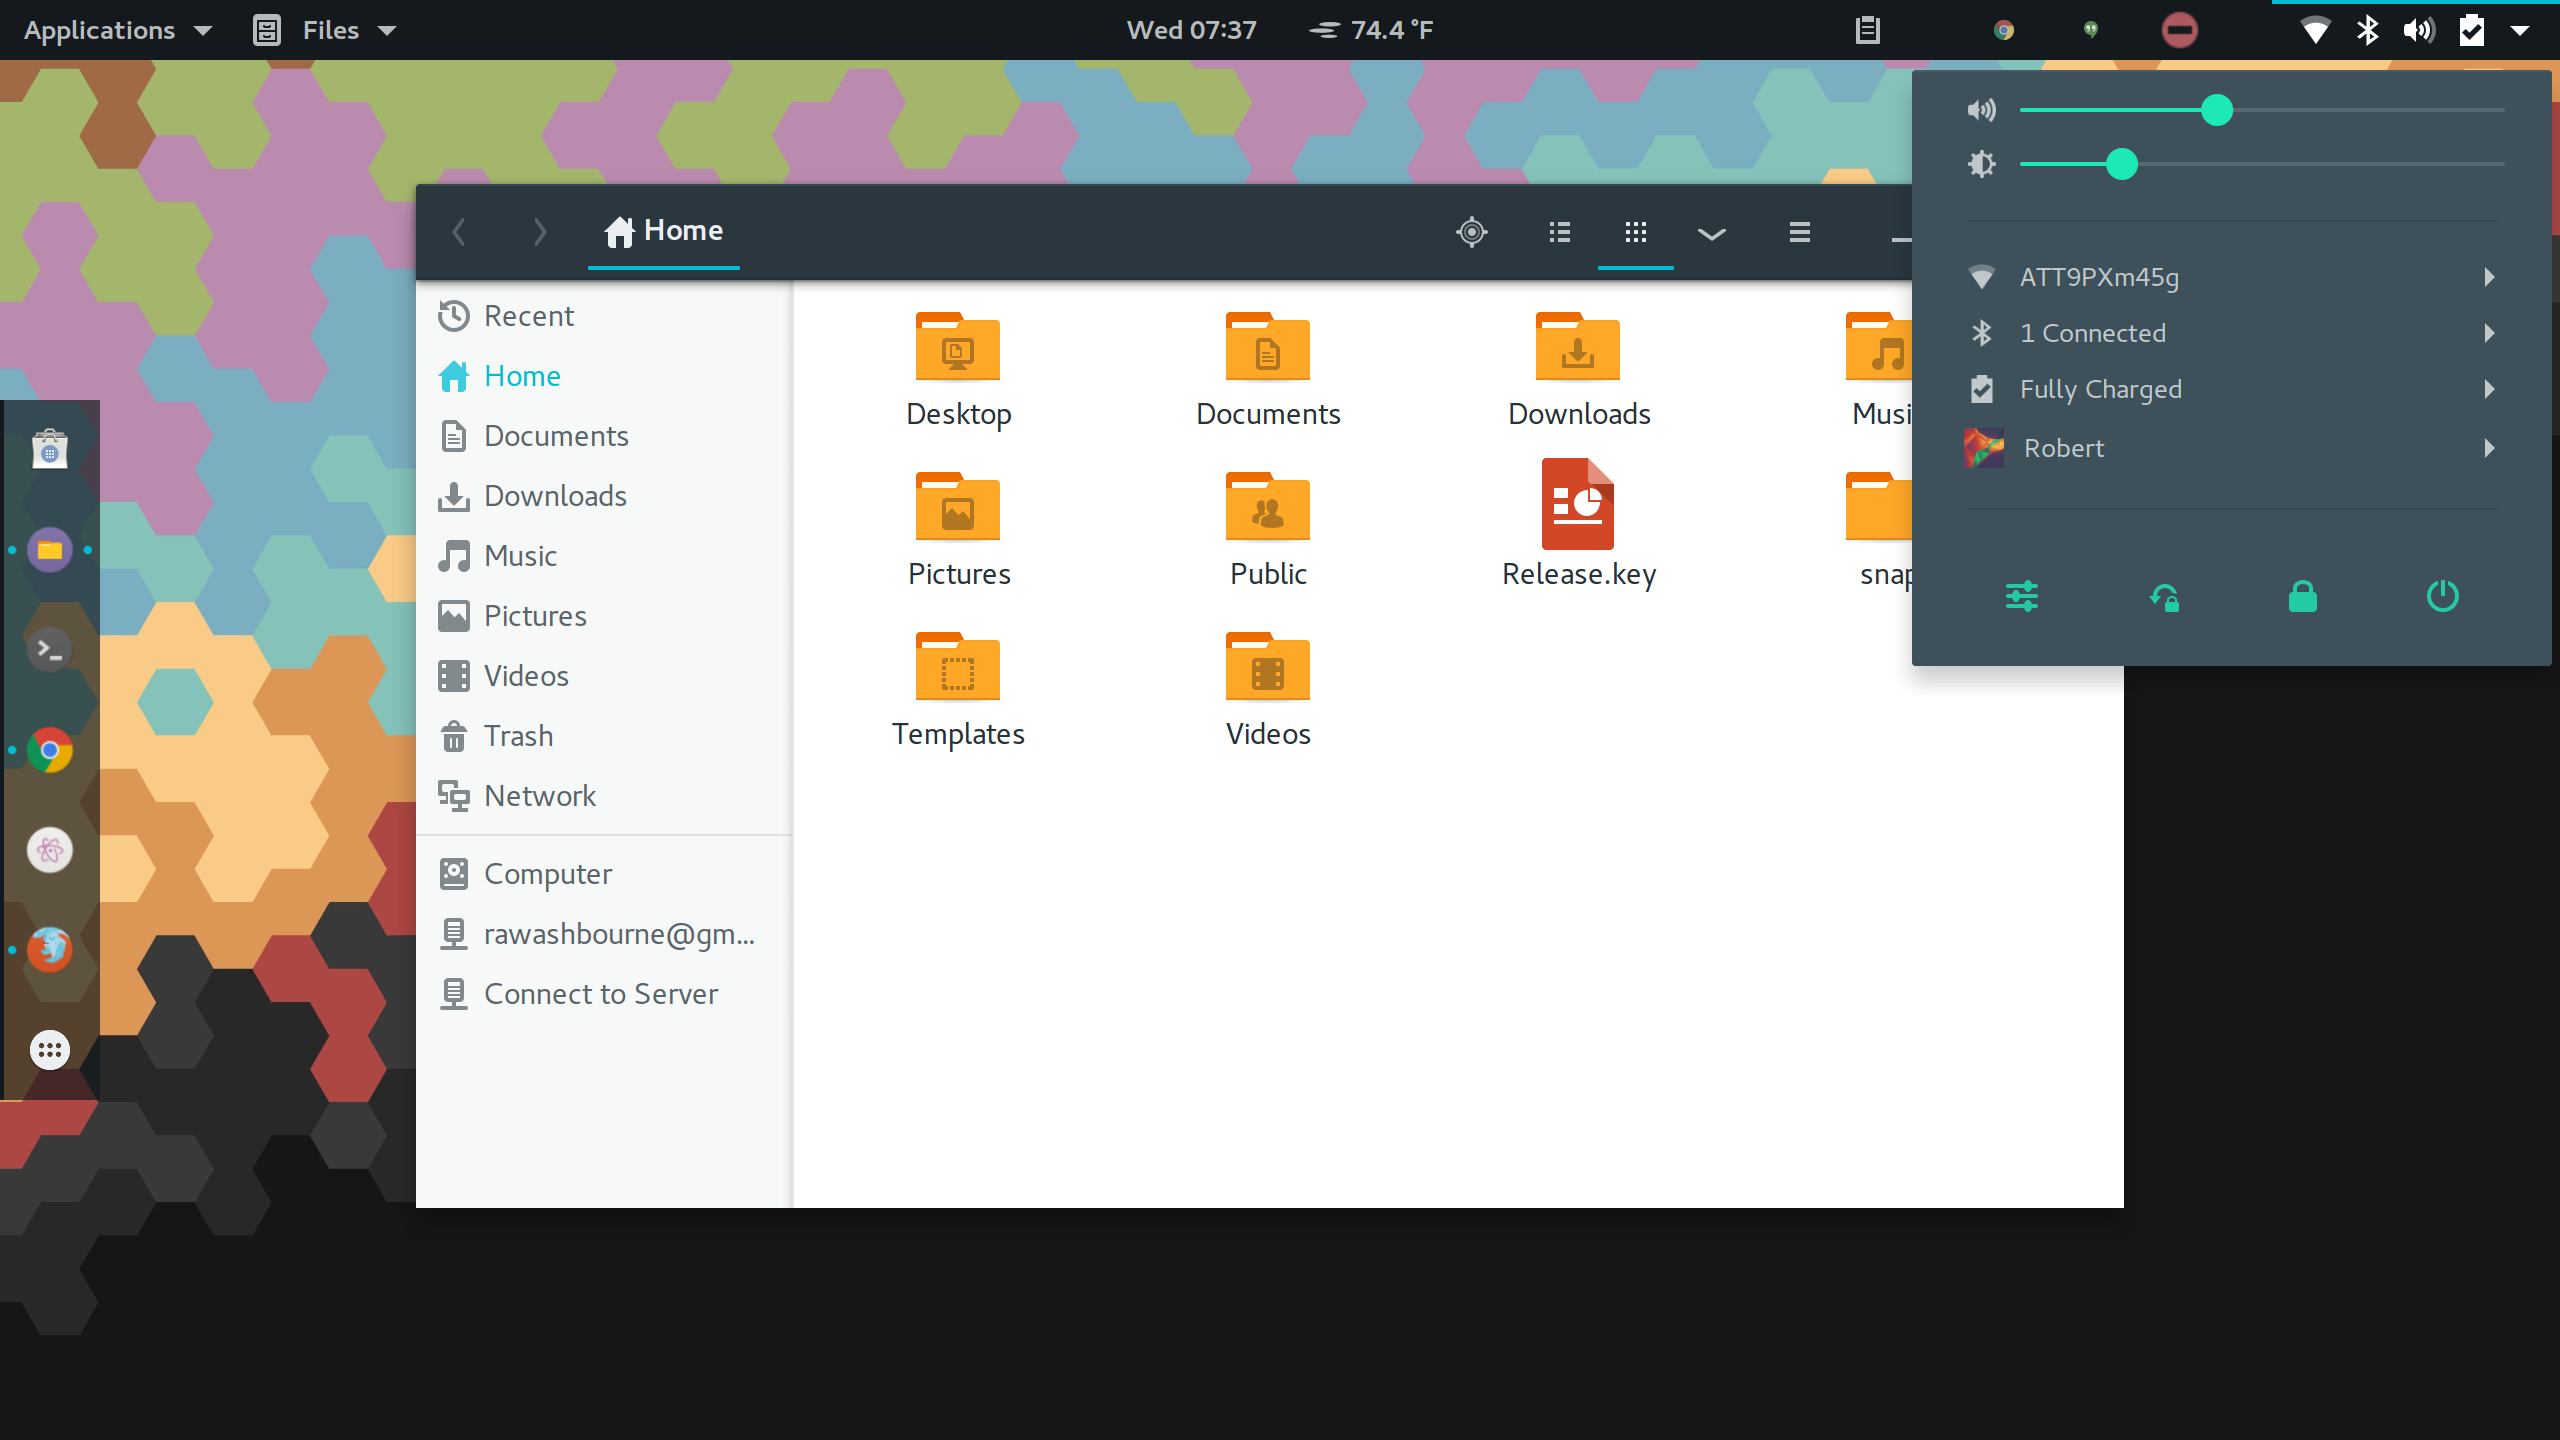 Applications
Files
Wed 07:37
74.4 °F
Home
Recent
Home
Documents
Downloads
Music
Pictures
Videos
Trash
Network
Computer
rawashbourne@gm...
Connect to Server
Desktop
Documents
Downloads
Musi
Pictures
Public
Release.key
snap
Templates
Videos
ATT9PXm45g
1 Connected
Fully Charged
Robert